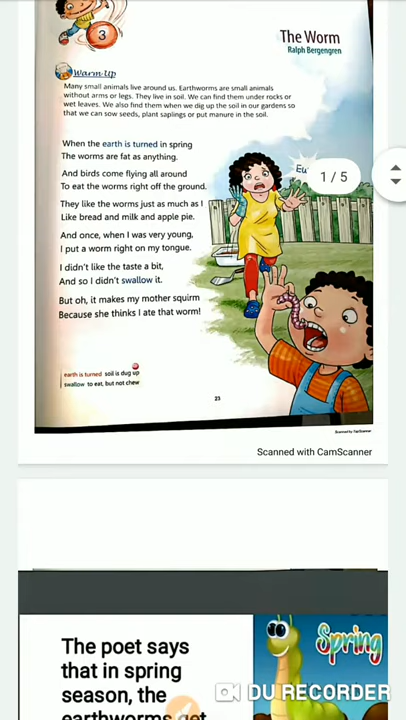 3
The Worm
Ralph Bergengren
Warm-Up
Many small animals live around us. Earthworms are small animals
without arms or legs. They live in soil. We can find them under rocks or
wet leaves. We also find them when we dig up the soil in our gardens so
that we can sow seeds, plant saplings or put manure in the soil.
When the earth is turned in spring
The worms are fat as anything.
And birds come flying all around
To eat the worms right off the ground.
They like the worms just as much as I
Like bread and milk and apple pie.
And once, when I was very young,
I put a worm right on my tongue.
I didn't like the taste a bit,
And so I didn't swallow it.
But oh, it makes my mother squirm
Because she thinks I ate that worm!
1 / 5
earth is turned soil is dug up
swallow to eat, but not chew
23
Scanned with CamScanner
The poet says
that in spring
season, the
earthworms get
Spring
DU RECORDER